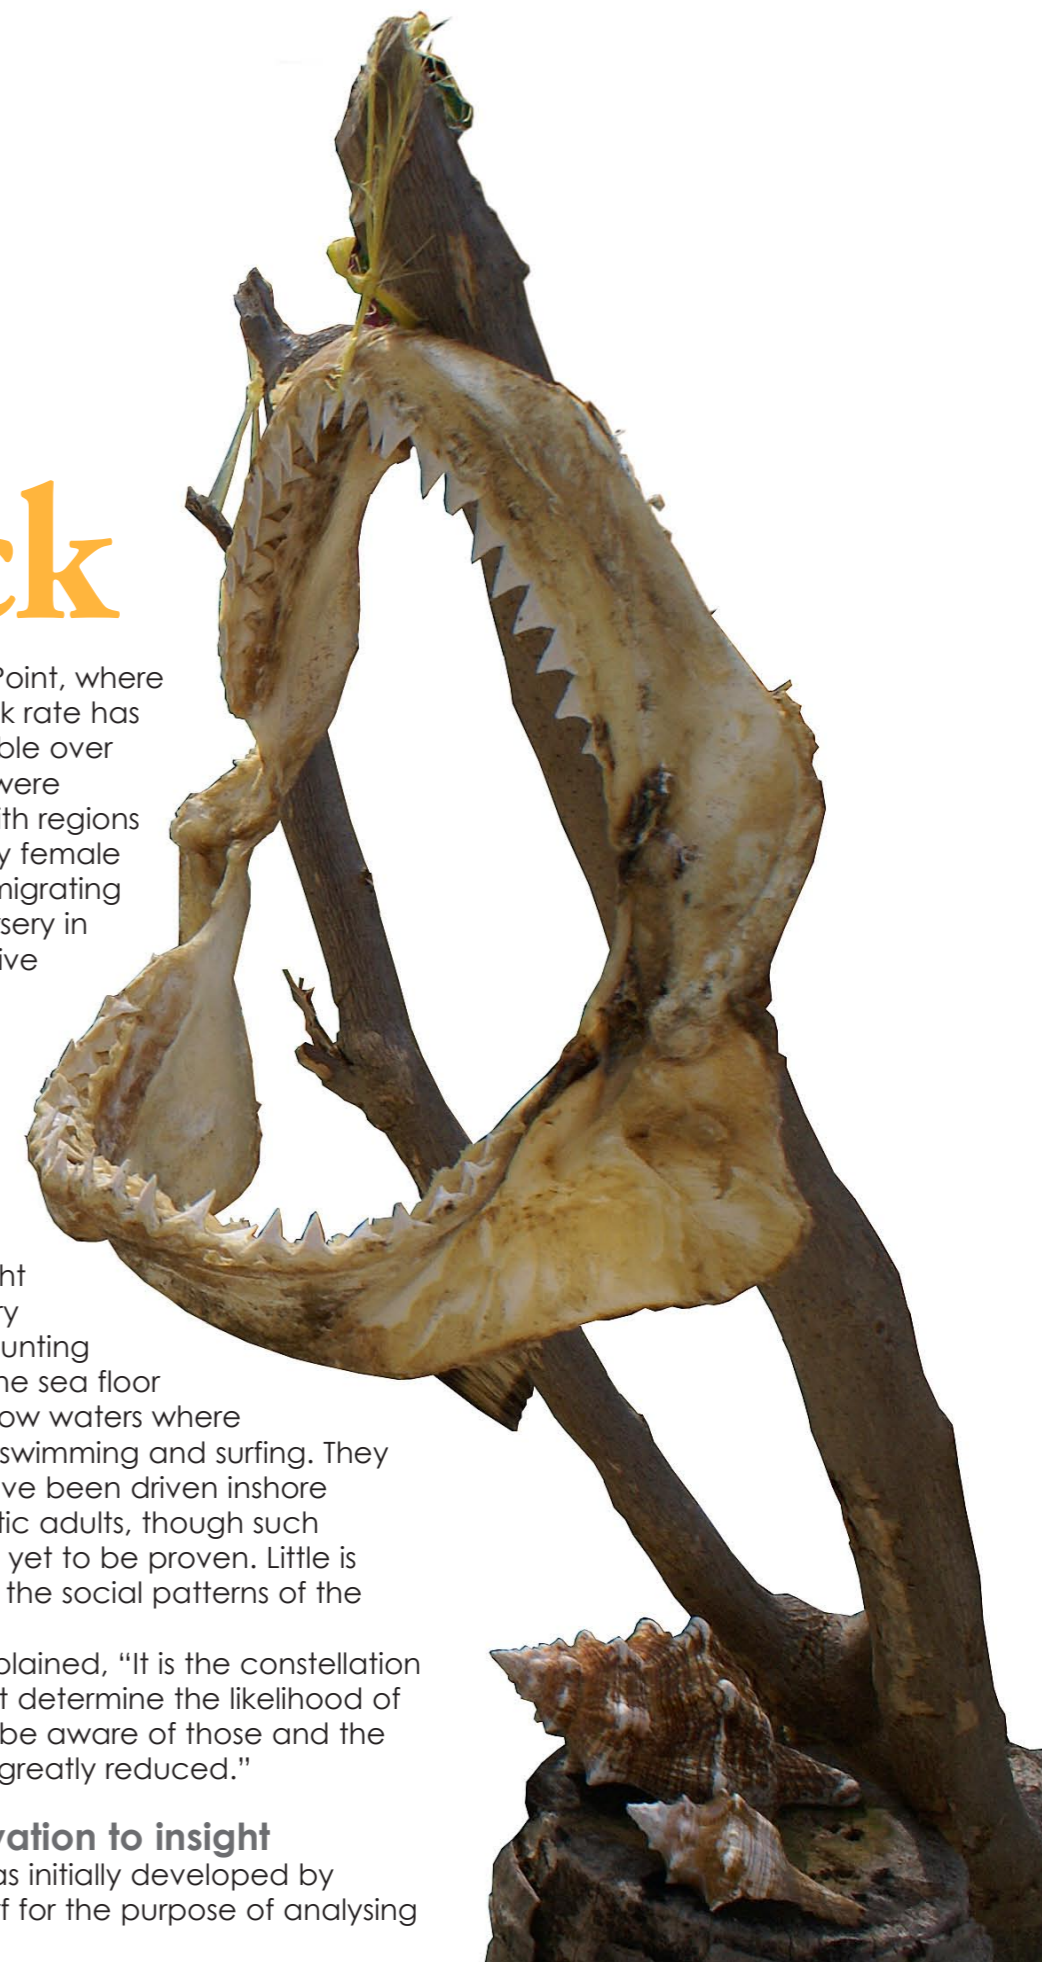 ck
Point, where
k rate has
ble over
were
ith regions
y female
migrating
sery in
ive
ht
ry
unting
he sea floor
ow waters where
swimming and surfing. They
ve been driven inshore
tic adults, though such
yet to be proven. Little is
the social patterns of the
plained, “It is the constellation
t determine the likelihood of
be aware of those and the
greatly reduced.”
vation to insight
as initially developed by
f for the purpose of analysing